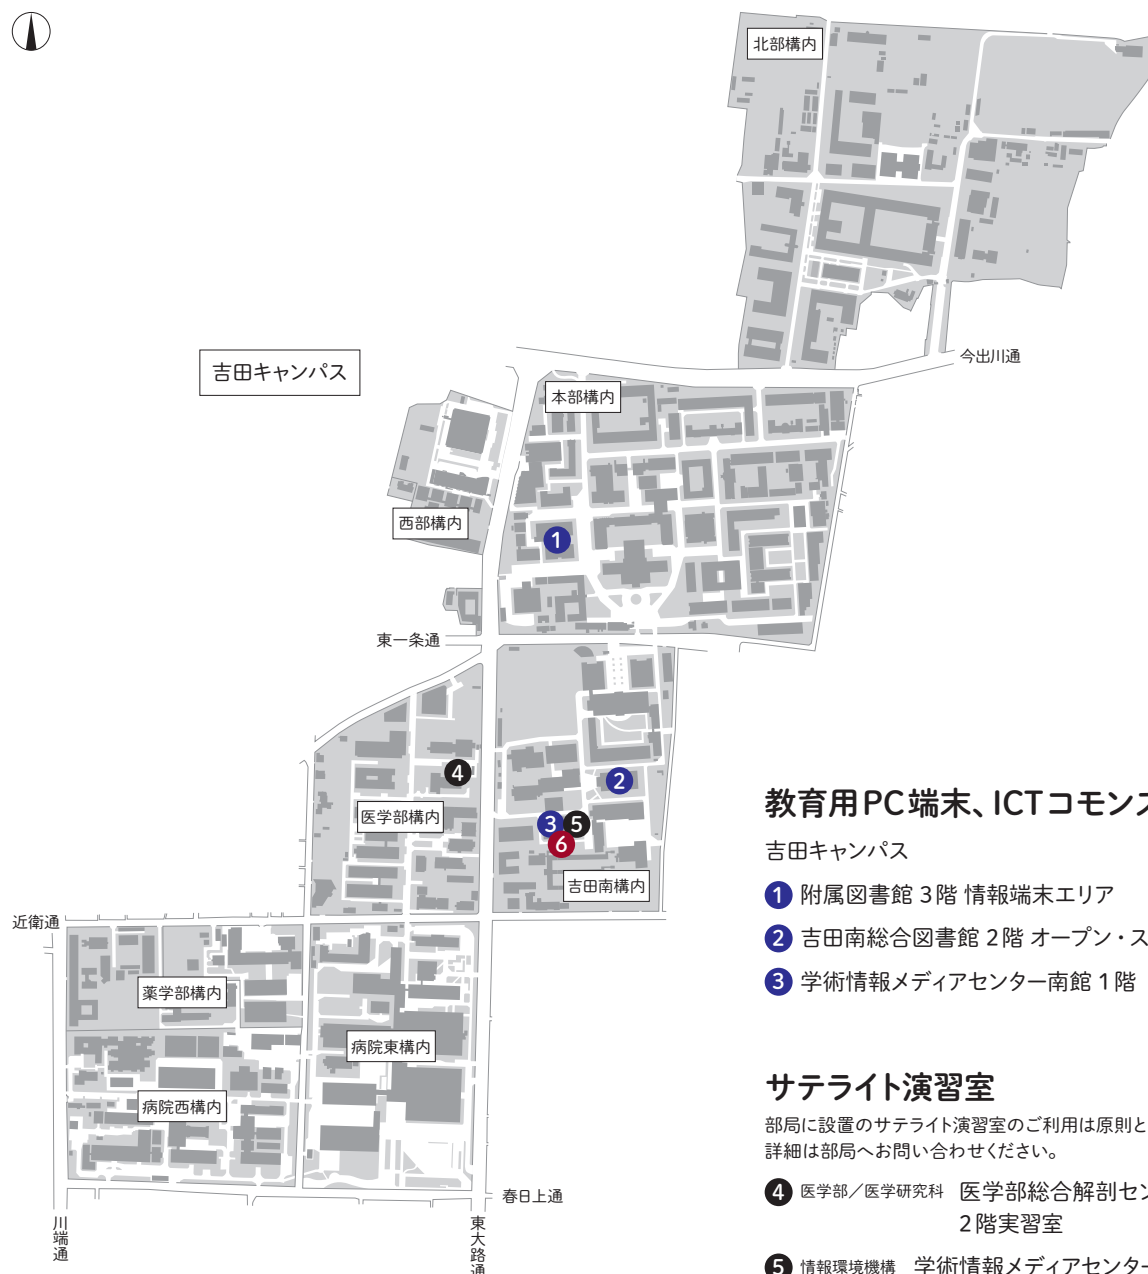 北部構内
今出川通
吉田キャンパス
本部構内
西部構内
1
東一条通
4
2
医学部構内
3
5
6
吉田南構内
近衛通
薬学部構内
病院東構内
病院西構内
春日上通
川端通
東大路通
教育用PC端末、ICTコモンズ
吉田キャンパス
1 附属図書館 3階 情報端末エリア
2 吉田南総合図書館 2階 オープン・ス
3 学術情報メディアセンター南館 1階
サテライト演習室
部局に設置のサテライト演習室のご利用は原則と
詳細は部局へお問い合わせください。
4 医学部／医学研究科 医学部総合解剖セン
2階実習室
5 情報環境機構 学術情報メディアセンター